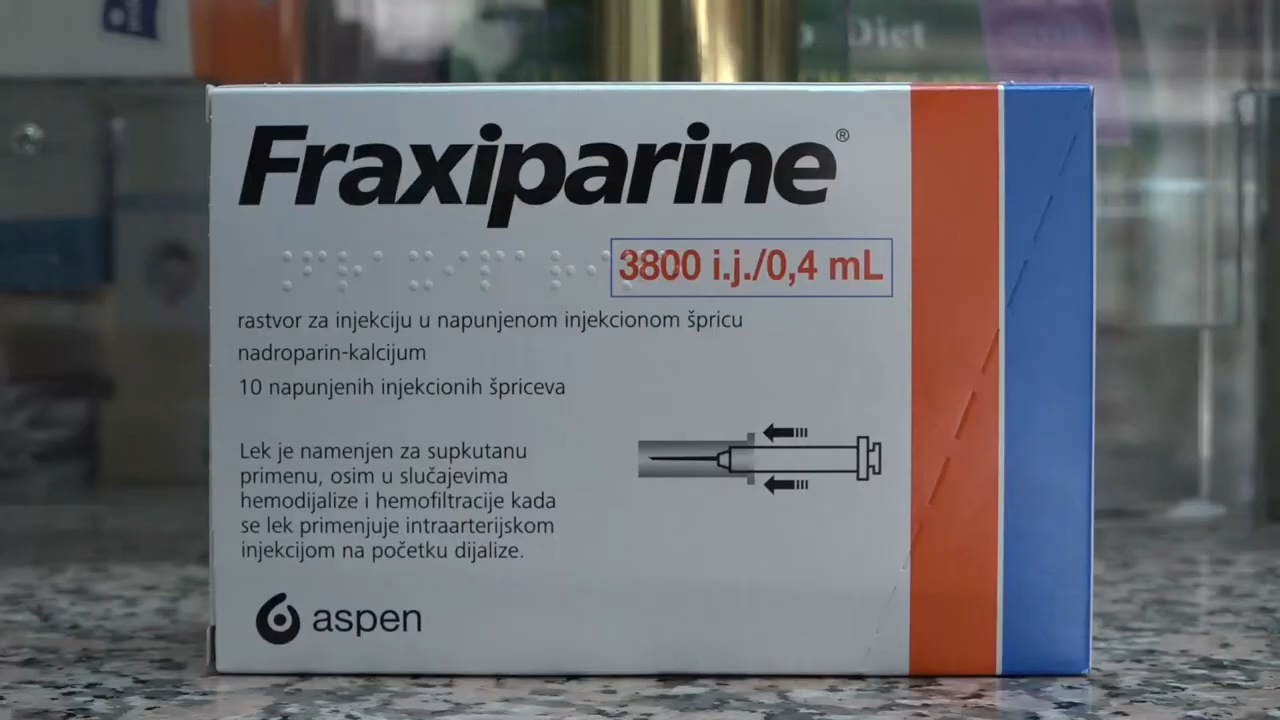 Diet
Fraxiparine®
3800 i.j./0,4 mL
rastvor za injekciju u napunjenom injekcionom špricu
nadroparin-kalcijum
10 napunjenih injekcionih špriceva
Lek je namenjen za supkutanu
primenu, osim u slučajevima
hemodijalize i hemofiltracije kada
se lek primenjuje intraarterijskom
injekcijom na početku dijalize.
aspen